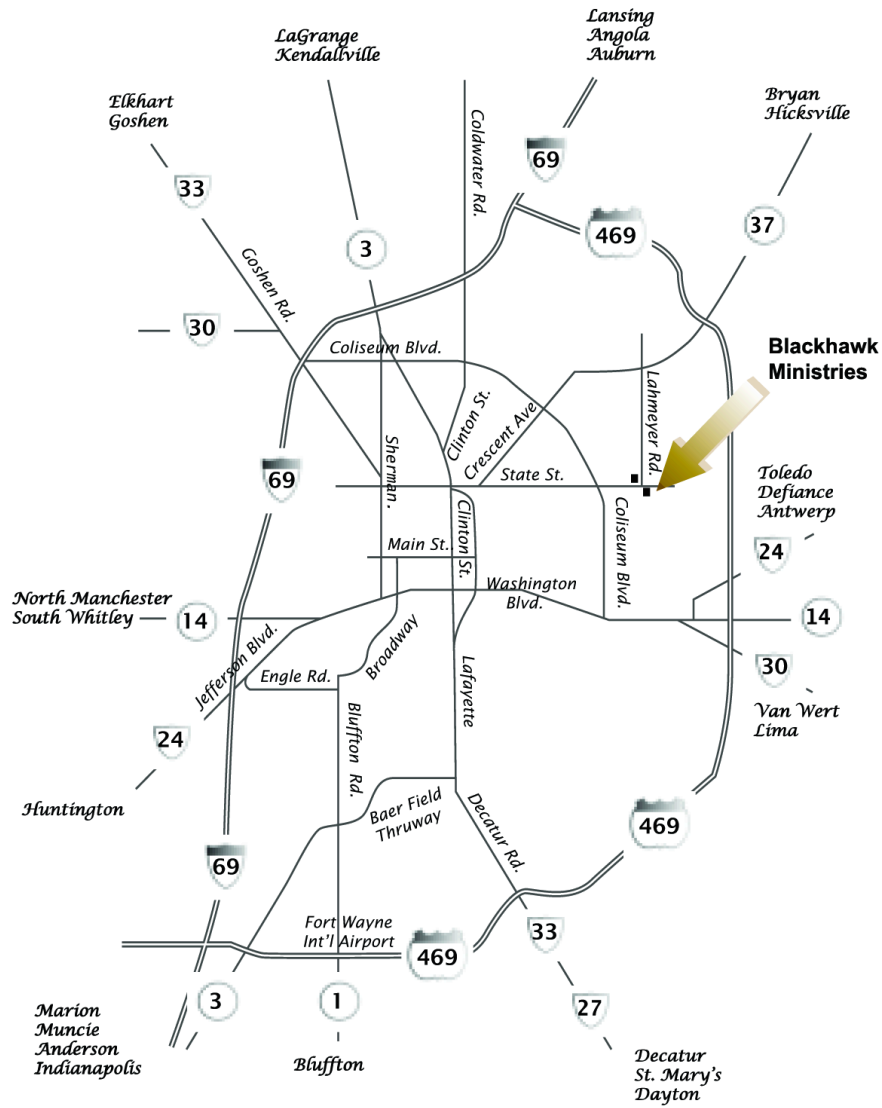 Lansing
Angola
Auburn
LaGrange
Kendallville
Bryan
Hicksville
Elkhart
Goshen
69
33
Coldwater Rd.
37
469
3
Goshen Rd.
30
Coliseum Blvd.
Blackhawk
Ministries
Lahmeyer Rd.
Clinton St.
Crescent Ave
Sherman.
69
State St.
Toledo
Defiance
Antwerp
Clinton St.
Coliseum Blvd.
24
Main St..
Washington
Blvd.
North Manchester
South Whitley
14
14
Broadway
Jefferson Blvd.
Engle Rd.
Lafayette
30
Van Wert
Lima
24
Bluffton Rd.
Huntington
Baer Field
Thruway
Decatur Rd.
469
69
Fort Wayne
Int'l Airport
33
469
3
1
27
Marion
Muncie
Anderson
Indianapolis
Bluffton
Decatur
St. Mary's
Dayton